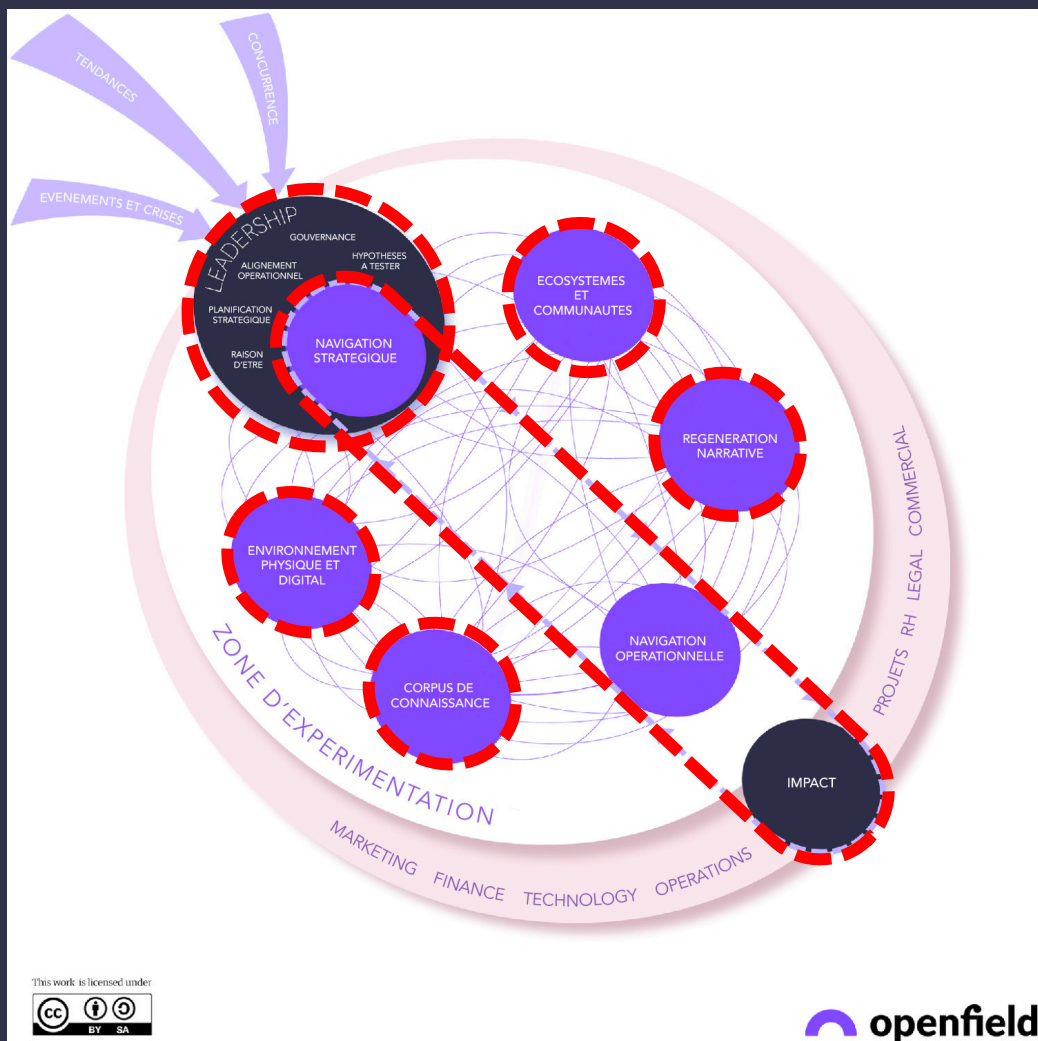 TENDANCES
CONCURRENCE
EVENEMENTS ET CRISES
LEADERSHIP
GOUVERNANCE
HYPOTHESES
A TESTER
ALIGNEMENT
OPERATIONNEL
PLANIFICATION
STRATEGIQUE
RAISON
D'ETRE
NAVIGATION
STRATEGIQUE
ECOSYSTEMES
ET
COMMUNAUTES
REGENERATION
NARRATIVE
ENVIRONNEMENT
PHYSIQUE ET
DIGITAL
CORPUS DE
CONNAISSANCE
NAVIGATION
OPERATIONNELLE
IMPACT
ZONE D'EXPERIMENTATION
MARKETING FINANCE TECHNOLOGY OPERATIONS
PROJETS RH LEGAL COMMERCIAL
This work is licensed under
cc
BY SA
openfield